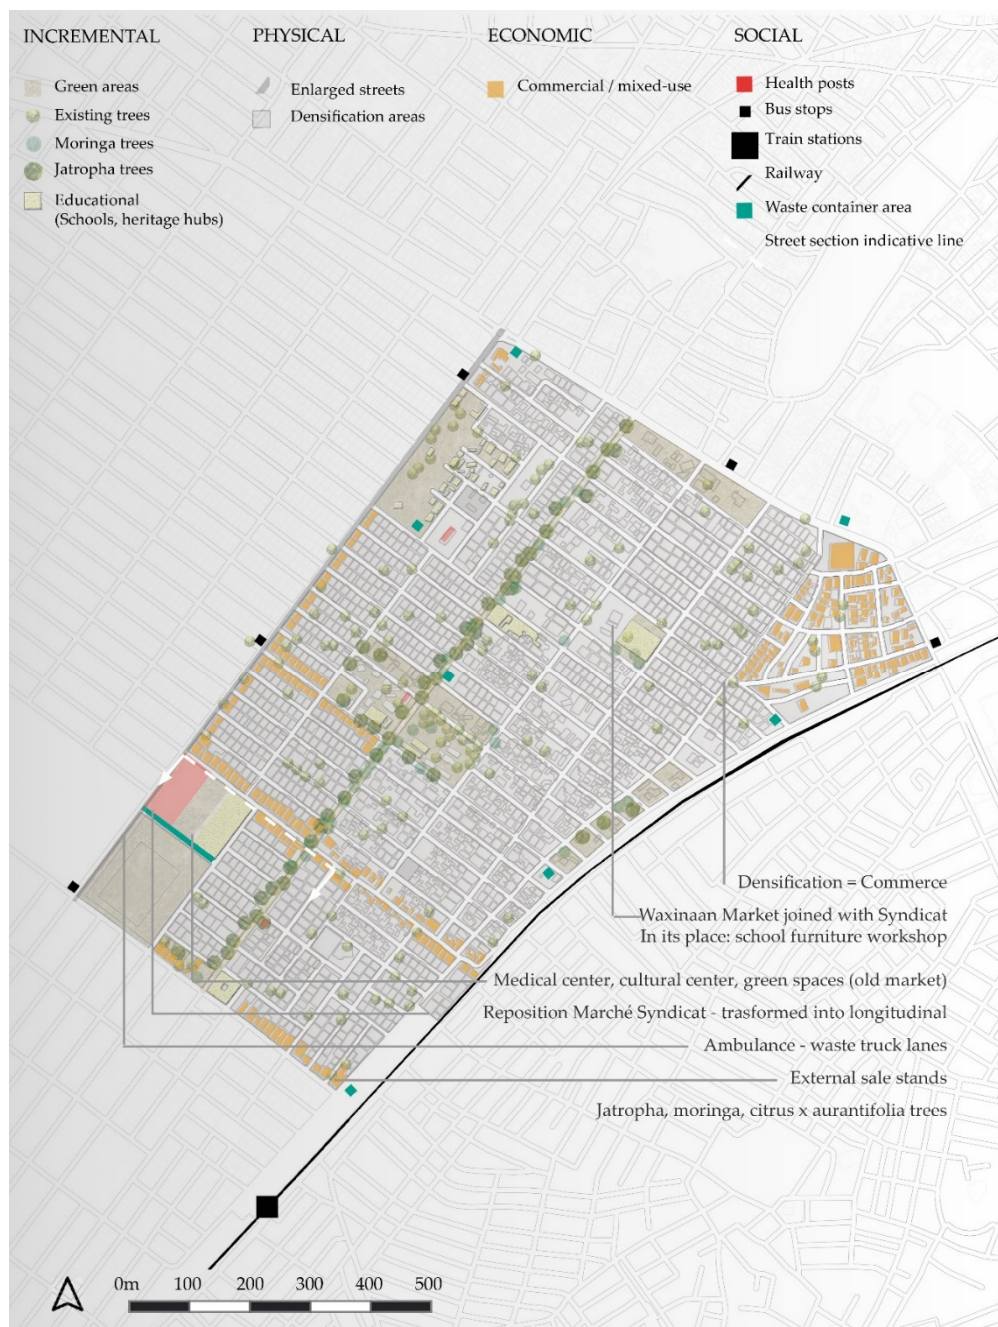 INCREMENTAL
Green areas
Existing trees
Moringa trees
Jatropha trees
Educational
(Schools, heritage hubs)
PHYSICAL
Enlarged streets
Densification areas
ECONOMIC
Commercial / mixed-use
SOCIAL
Health posts
Bus stops
Train stations
Railway
Waste container area
Street section indicative line
Densification = Commerce
Waxinaan Market joined with Syndicat
In its place: school furniture workshop
Medical center, cultural center, green spaces (old market)
Reposition Marché Syndicat - trasformed into longitudinal
Ambulance - waste truck lanes
External sale stands
Jatropha, moringa, citrus x aurantifolia trees
0m 100 200 300 400 500